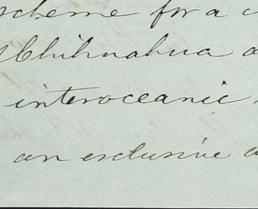 scheme for a
Chihuahua a
interoceanic
an exclusive a